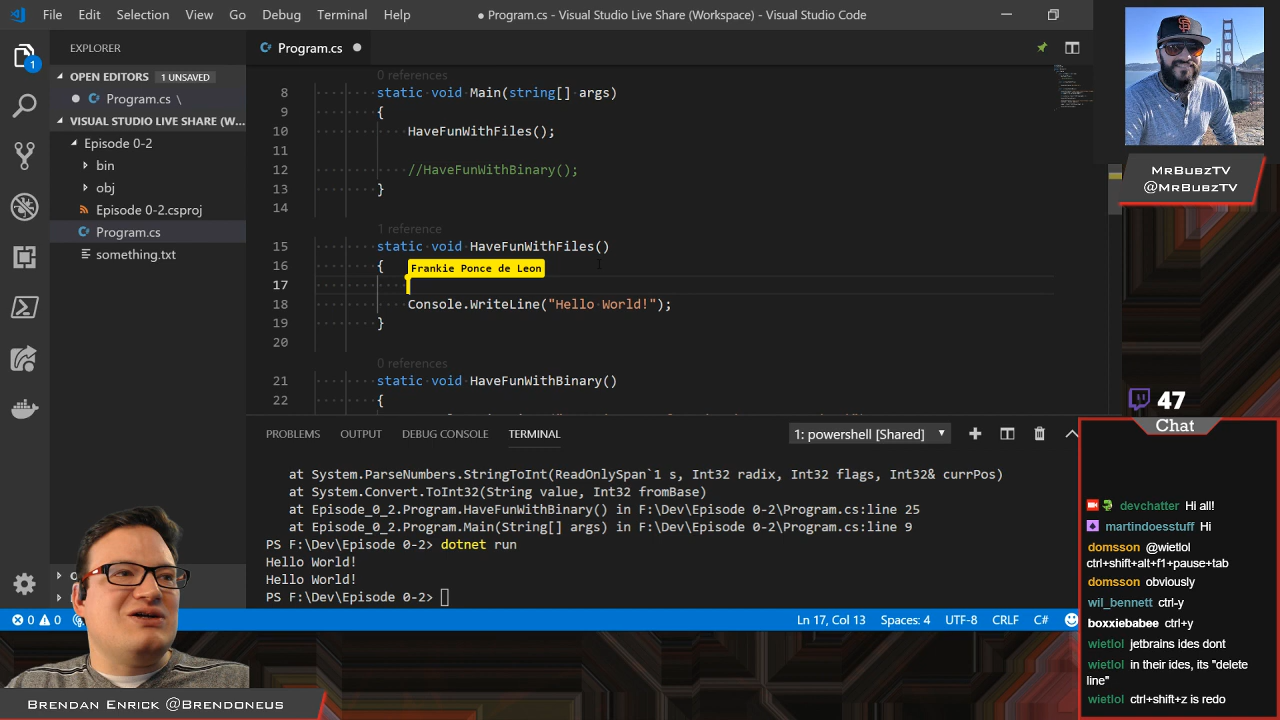 File Edit Selection View Go Debug Terminal Help
● Program.cs - Visual Studio Live Share (Workspace) - Visual Studio Code
EXPLORER
OPEN EDITORS 1 UNSAVED
Program.cs \
VISUAL STUDIO LIVE SHARE (W...
Episode 0-2
bin
obj
Episode 0-2.csproj
Program.cs
something.txt
1
Program.cs
0 references
8 static void Main(string[] args)
9 {
10 HaveFunWithFiles();
11
12 //HaveFunWithBinary();
13 }
14
1 reference
15 static void HaveFunWithFiles()
16 {
Frankie Ponce de Leon
17
18 Console.WriteLine("Hello World!");
19 }
20
0 references
21 static void HaveFunWithBinary()
22 {
PROBLEMS OUTPUT DEBUG CONSOLE TERMINAL
1: powershell [Shared]
at System.ParseNumbers.StringToInt(ReadOnlySpan`1 s, Int32 radix, Int32 flags, Int32& currPos)
at System.Convert.ToInt32(String value, Int32 fromBase)
at Episode_0_2.Program.HaveFunWithBinary() in F:\Dev\Episode 0-2\Program.cs:line 25
at Episode_0_2.Program.Main(String[] args) in F:\Dev\Episode 0-2\Program.cs:line 9
PS F:\Dev\Episode 0-2> dotnet run
Hello World!
Hello World!
PS F:\Dev\Episode 0-2>
0 0
Ln 17, Col 13 Spaces: 4 UTF-8 CRLF C#
Brendan Enrick @Brendoneus
MrBubzTV
@MrBubzTV
47
Chat
devchatter Hi all!
martindoesstuff Hi
domsson @wietlol
ctrl+shift+alt+f1+pause+tab
domsson obviously
wil_bennett ctrl-y
boxxiebabee ctrl+y
wietlol jetbrains ides dont
wietlol in their ides, its "delete
line"
wietlol ctrl+shift+z is redo